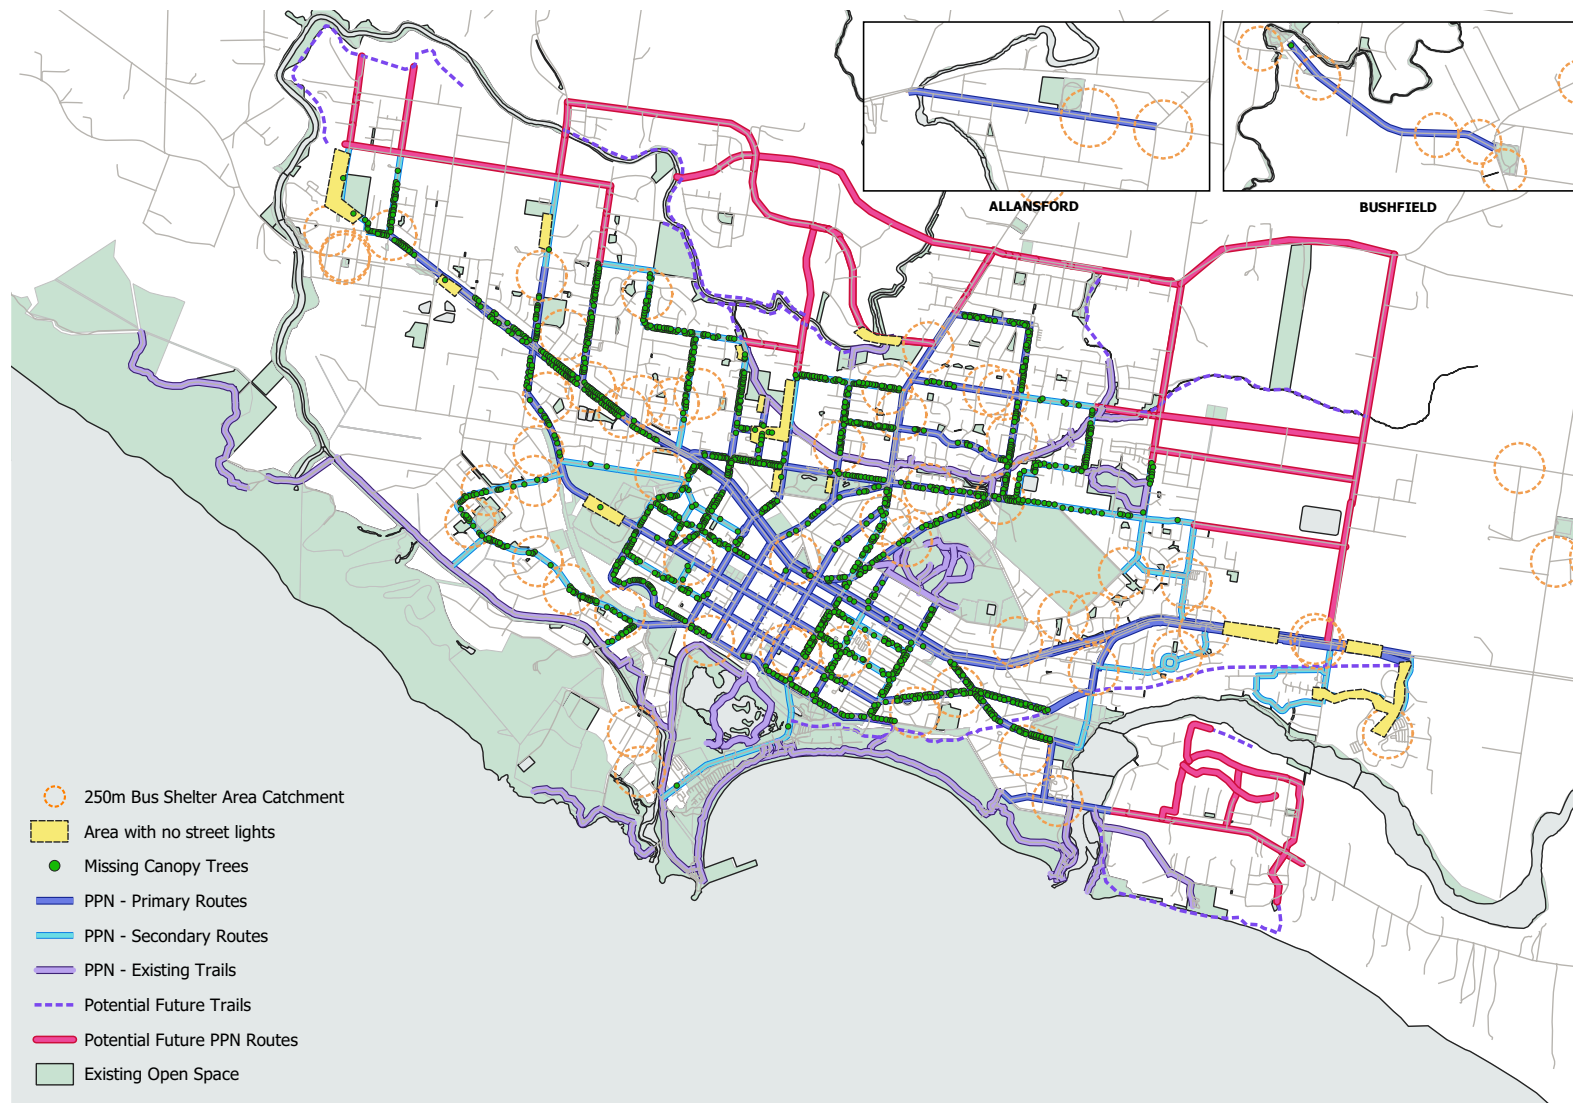 ALLANSFORD
BUSHFIELD
250m Bus Shelter Area Catchment
Area with no street lights
Missing Canopy Trees
PPN - Primary Routes
PPN - Secondary Routes
PPN - Existing Trails
Potential Future Trails
Potential Future PPN Routes
Existing Open Space